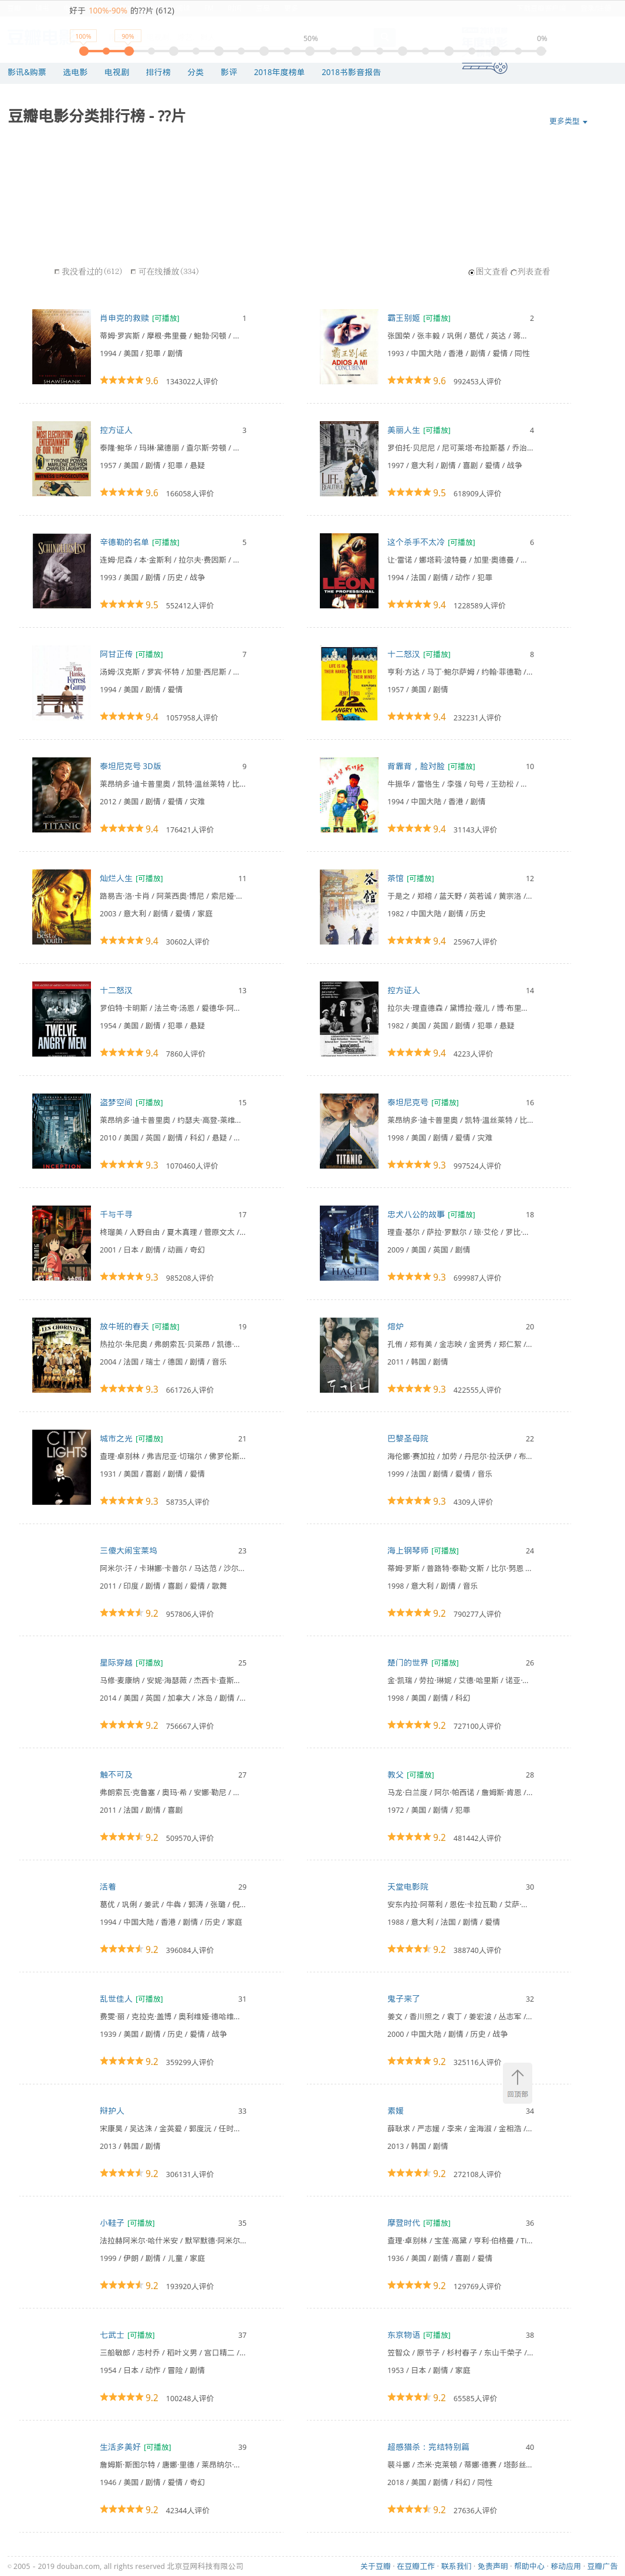 好于 100%-90% 的??片 (612)
100% 90% 50% 0%
影讯&购票 选电影 电视剧 排行榜 分类 影评 2018年度榜单 2018书影音报告
豆瓣电影分类排行榜 - ??片
更多类型
我没看过的(612) 可在线播放(334) 图文查看 列表查看
肖申克的救赎 [可播放] 1
蒂姆·罗宾斯 / 摩根·弗里曼 / 鲍勃·冈顿 / ...
1994 / 美国 / 犯罪 / 剧情
9.6 1343022人评价
霸王别姬 [可播放] 2
张国荣 / 张丰毅 / 巩俐 / 葛优 / 英达 / 蒋...
1993 / 中国大陆 / 香港 / 剧情 / 爱情 / 同性
9.6 992453人评价
控方证人 3
泰隆·鲍华 / 玛琳·黛德丽 / 查尔斯·劳顿 / ...
1957 / 美国 / 剧情 / 犯罪 / 悬疑
9.6 166058人评价
美丽人生 [可播放] 4
罗伯托·贝尼尼 / 尼可莱塔·布拉斯基 / 乔治...
1997 / 意大利 / 剧情 / 喜剧 / 爱情 / 战争
9.5 618909人评价
辛德勒的名单 [可播放] 5
连姆·尼森 / 本·金斯利 / 拉尔夫·费因斯 / ...
1993 / 美国 / 剧情 / 历史 / 战争
9.5 552412人评价
这个杀手不太冷 [可播放] 6
让·雷诺 / 娜塔莉·波特曼 / 加里·奥德曼 / ...
1994 / 法国 / 剧情 / 动作 / 犯罪
9.4 1228589人评价
阿甘正传 [可播放] 7
汤姆·汉克斯 / 罗宾·怀特 / 加里·西尼斯 / ...
1994 / 美国 / 剧情 / 爱情
9.4 1057958人评价
十二怒汉 [可播放] 8
亨利·方达 / 马丁·鲍尔萨姆 / 约翰·菲德勒 /...
1957 / 美国 / 剧情
9.4 232231人评价
泰坦尼克号 3D版 9
莱昂纳多·迪卡普里奥 / 凯特·温丝莱特 / 比...
2012 / 美国 / 剧情 / 爱情 / 灾难
9.4 176421人评价
背靠背，脸对脸 [可播放] 10
牛振华 / 雷恪生 / 李强 / 句号 / 王劲松 / ...
1994 / 中国大陆 / 香港 / 剧情
9.4 31143人评价
灿烂人生 [可播放] 11
路易吉·洛·卡肖 / 阿莱西奥·博尼 / 索尼娅·...
2003 / 意大利 / 剧情 / 爱情 / 家庭
9.4 30602人评价
茶馆 [可播放] 12
于是之 / 郑榕 / 蓝天野 / 英若诚 / 黄宗洛 /...
1982 / 中国大陆 / 剧情 / 历史
9.4 25967人评价
十二怒汉 13
罗伯特·卡明斯 / 法兰奇·汤恩 / 爱德华·阿...
1954 / 美国 / 剧情 / 犯罪 / 悬疑
9.4 7860人评价
控方证人 14
拉尔夫·理查德森 / 黛博拉·蔻儿 / 博·布里...
1982 / 美国 / 英国 / 剧情 / 犯罪 / 悬疑
9.4 4223人评价
盗梦空间 [可播放] 15
莱昂纳多·迪卡普里奥 / 约瑟夫·高登-莱维...
2010 / 美国 / 英国 / 剧情 / 科幻 / 悬疑 / ...
9.3 1070460人评价
泰坦尼克号 [可播放] 16
莱昂纳多·迪卡普里奥 / 凯特·温丝莱特 / 比...
1998 / 美国 / 剧情 / 爱情 / 灾难
9.3 997524人评价
千与千寻 17
柊瑠美 / 入野自由 / 夏木真理 / 菅原文太 /...
2001 / 日本 / 剧情 / 动画 / 奇幻
9.3 985208人评价
忠犬八公的故事 [可播放] 18
理查·基尔 / 萨拉·罗默尔 / 琼·艾伦 / 罗比·...
2009 / 美国 / 英国 / 剧情
9.3 699987人评价
放牛班的春天 [可播放] 19
热拉尔·朱尼奥 / 弗朗索瓦·贝莱昂 / 凯德·...
2004 / 法国 / 瑞士 / 德国 / 剧情 / 音乐
9.3 661726人评价
熔炉 20
孔侑 / 郑有美 / 金志映 / 金贤秀 / 郑仁絮 /...
2011 / 韩国 / 剧情
9.3 422555人评价
城市之光 [可播放] 21
查理·卓别林 / 弗吉尼亚·切瑞尔 / 佛罗伦斯...
1931 / 美国 / 喜剧 / 剧情 / 爱情
9.3 58735人评价
巴黎圣母院 22
海伦娜·赛加拉 / 加劳 / 丹尼尔·拉沃伊 / 布...
1999 / 法国 / 剧情 / 爱情 / 音乐
9.3 4309人评价
三傻大闹宝莱坞 23
阿米尔·汗 / 卡琳娜·卡普尔 / 马达范 / 沙尔...
2011 / 印度 / 剧情 / 喜剧 / 爱情 / 歌舞
9.2 957806人评价
海上钢琴师 [可播放] 24
蒂姆·罗斯 / 普路特·泰勒·文斯 / 比尔·努恩 ...
1998 / 意大利 / 剧情 / 音乐
9.2 790277人评价
星际穿越 [可播放] 25
马修·麦康纳 / 安妮·海瑟薇 / 杰西卡·查斯...
2014 / 美国 / 英国 / 加拿大 / 冰岛 / 剧情 /...
9.2 756667人评价
楚门的世界 [可播放] 26
金·凯瑞 / 劳拉·琳妮 / 艾德·哈里斯 / 诺亚·...
1998 / 美国 / 剧情 / 科幻
9.2 727100人评价
触不可及 27
弗朗索瓦·克鲁塞 / 奥玛·希 / 安娜·勒尼 / ...
2011 / 法国 / 剧情 / 喜剧
9.2 509570人评价
教父 [可播放] 28
马龙·白兰度 / 阿尔·帕西诺 / 詹姆斯·肯恩 /...
1972 / 美国 / 剧情 / 犯罪
9.2 481442人评价
活着 29
葛优 / 巩俐 / 姜武 / 牛犇 / 郭涛 / 张璐 / 倪...
1994 / 中国大陆 / 香港 / 剧情 / 历史 / 家庭
9.2 396084人评价
天堂电影院 30
安东内拉·阿蒂利 / 恩佐·卡拉瓦勒 / 艾萨·...
1988 / 意大利 / 法国 / 剧情 / 爱情
9.2 388740人评价
乱世佳人 [可播放] 31
费雯·丽 / 克拉克·盖博 / 奥利维娅·德哈维...
1939 / 美国 / 剧情 / 历史 / 爱情 / 战争
9.2 359299人评价
鬼子来了 32
姜文 / 香川照之 / 袁丁 / 姜宏波 / 丛志军 /...
2000 / 中国大陆 / 剧情 / 历史 / 战争
9.2 325116人评价
回顶部
辩护人 33
宋康昊 / 吴达洙 / 金英爱 / 郭度沅 / 任时...
2013 / 韩国 / 剧情
9.2 306131人评价
素媛 34
薛耿求 / 严志媛 / 李来 / 金海淑 / 金相浩 /...
2013 / 韩国 / 剧情
9.2 272108人评价
小鞋子 [可播放] 35
法拉赫阿米尔·哈什米安 / 默罕默德·阿米尔...
1999 / 伊朗 / 剧情 / 儿童 / 家庭
9.2 193920人评价
摩登时代 [可播放] 36
查理·卓别林 / 宝莲·高黛 / 亨利·伯格曼 / Ti...
1936 / 美国 / 剧情 / 喜剧 / 爱情
9.2 129769人评价
七武士 [可播放] 37
三船敏郎 / 志村乔 / 稻叶义男 / 宫口精二 /...
1954 / 日本 / 动作 / 冒险 / 剧情
9.2 100248人评价
东京物语 [可播放] 38
笠智众 / 原节子 / 杉村春子 / 东山千荣子 /...
1953 / 日本 / 剧情 / 家庭
9.2 65585人评价
生活多美好 [可播放] 39
詹姆斯·斯图尔特 / 唐娜·里德 / 莱昂纳尔·...
1946 / 美国 / 剧情 / 爱情 / 奇幻
9.2 42344人评价
超感猎杀：完结特别篇 40
裴斗娜 / 杰米·克莱顿 / 蒂娜·德赛 / 塔彭丝...
2018 / 美国 / 剧情 / 科幻 / 同性
9.2 27636人评价
© 2005－2019 douban.com, all rights reserved 北京豆网科技有限公司
关于豆瓣 · 在豆瓣工作 · 联系我们 · 免责声明 · 帮助中心 · 移动应用 · 豆瓣广告